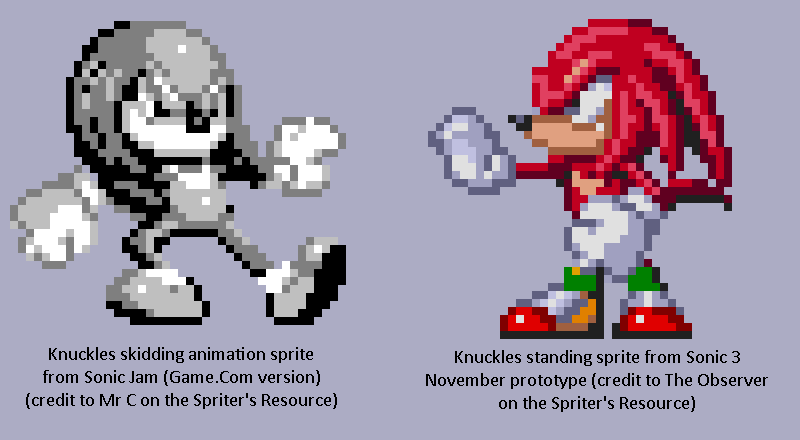 Knuckles skidding animation sprite
from Sonic Jam (Game.Com version)
(credit to Mr C on the Spriter's Resource)
Knuckles standing sprite from Sonic 3
November prototype (credit to The Observer
on the Spriter's Resource)